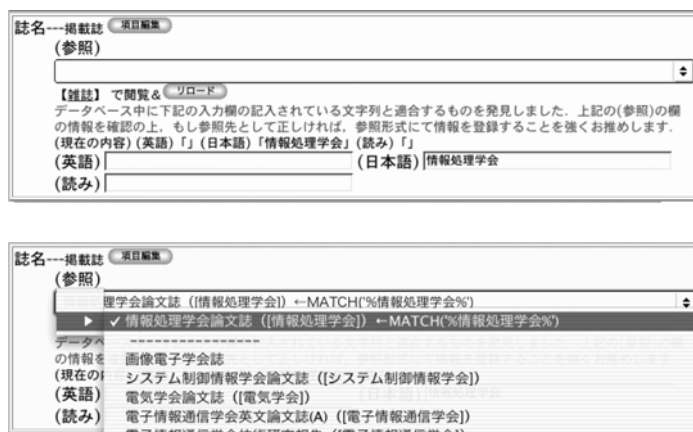 誌名---掲載誌 項目編集
(参照)
【雑誌】 で閲覧& リロード
データベース中に下記の入力欄の記入されている文字列と適合するものを発見しました. 上記の(参照)の欄
の情報を確認の上, もし参照先として正しければ, 参照形式にて情報を登録することを強くお推めします.
(現在の内容) (英語) 「」 (日本語) 「情報処理学会」 (読み) 「」
(英語) (日本語) 情報処理学会
(読み)
誌名---掲載誌 項目編集
(参照)
理学会論文誌 ([情報処理学会]) ←MATCH('%情報処理学会%')
▶ ✓ 情報処理学会論文誌 ([情報処理学会]) ←MATCH('%情報処理学会%')
データベ ----------------
の情報を 画像電子学会誌
(現在の システム制御情報学会論文誌 ([システム制御情報学会])
(英語) 電気学会論文誌 ([電気学会])
(読み) 電子情報通信学会英文論文誌(A) ([電子情報通信学会])